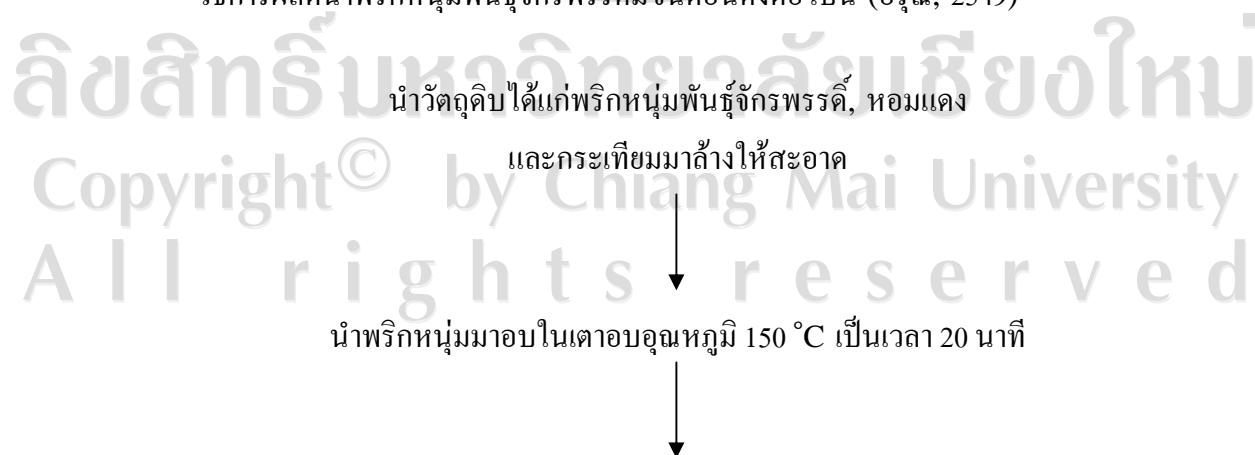 ลิขสิทธิ์มหาวิทยาลัยเชียงใหม่
นำวัตถุดิบได้แก่พริกหนุ่มพันธุ์จักรพรรดิ์, หอมแดง
และกระเทียมมาล้างให้สะอาด
Copyright© by Chiang Mai University
All rights reserved
นำพริกหนุ่มมาอบในเตาอบอุณหภูมิ 150 °C เป็นเวลา 20 นาที